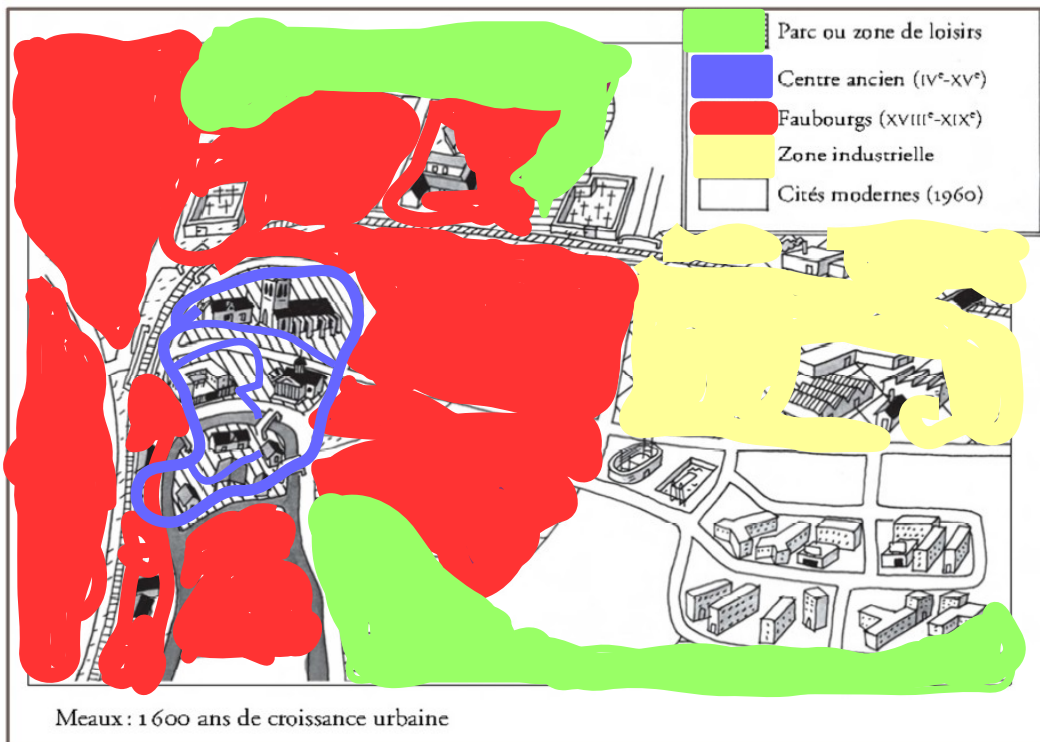 Parc ou zone de loisirs
Centre ancien (IVe-XVe)
Faubourgs (XVIIIe-XIXe)
Zone industrielle
Cités modernes (1960)
Meaux : 1600 ans de croissance urbaine